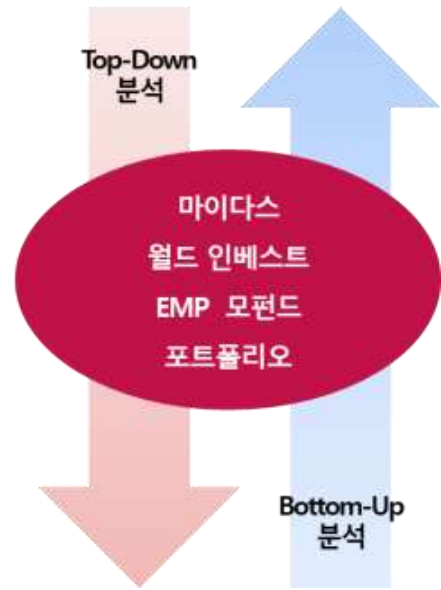 Top-Down
분석
마이다스
월드 인베스트
EMP 모펀드
포트폴리오
Bottom-Up
분석